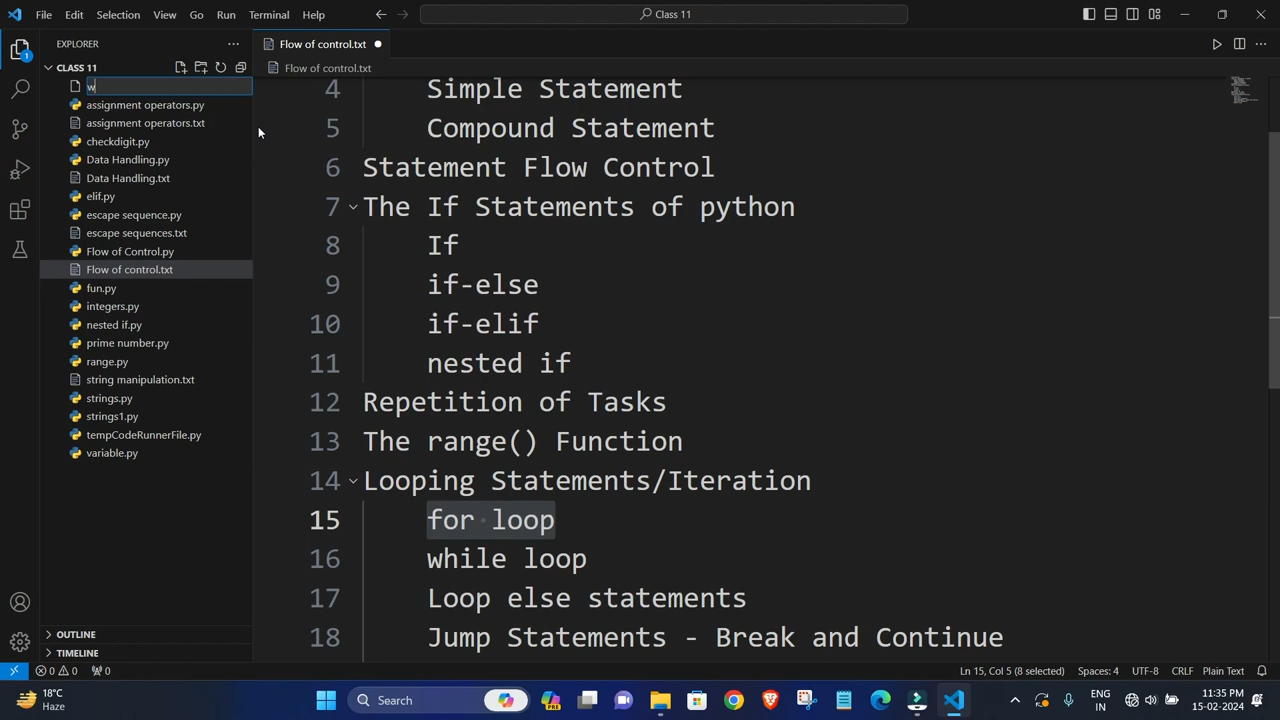 File Edit Selection View Go Run Terminal Help
Class 11
EXPLORER
Flow of control.txt
CLASS 11
Flow of control.txt
w
assignment operators.py
assignment operators.txt
checkdigit.py
Data Handling.py
Data Handling.txt
elif.py
escape sequence.py
escape sequences.txt
Flow of Control.py
Flow of control.txt
fun.py
integers.py
nested if.py
prime number.py
range.py
string manipulation.txt
strings.py
strings1.py
tempCodeRunnerFile.py
variable.py
OUTLINE
TIMELINE
1
4 Simple Statement
5 Compound Statement
6 Statement Flow Control
7 The If Statements of python
8 If
9 if-else
10 if-elif
11 nested if
12 Repetition of Tasks
13 The range() Function
14 Looping Statements/Iteration
15 for loop
16 while loop
17 Loop else statements
18 Jump Statements - Break and Continue
0 0 0 Ln 15, Col 5 (8 selected) Spaces: 4 UTF-8 CRLF Plain Text
18°C
Haze
Search
PRE
ENG
IN
11:35 PM
15-02-2024